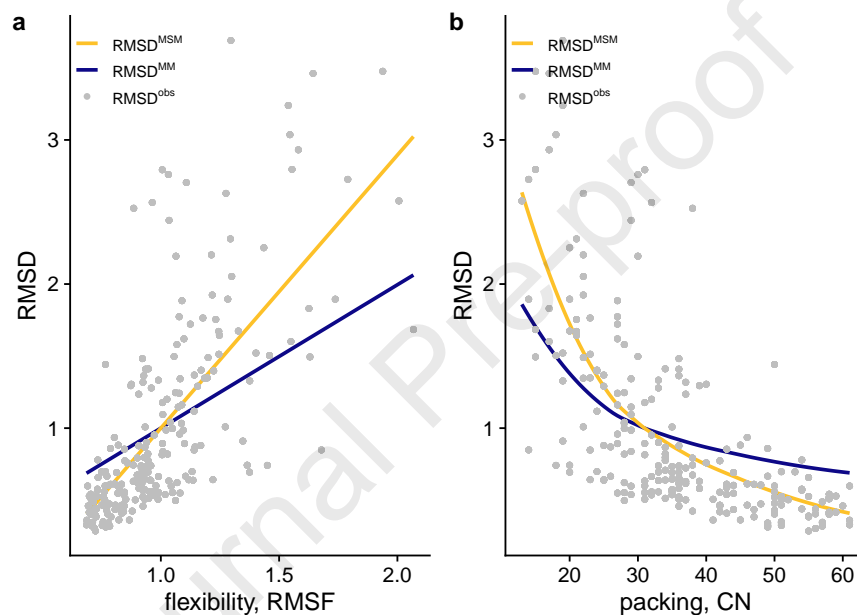 a
RMSD^MSM
RMSD^MM
RMSD^obs
3
2
1
RMSD
1.0 1.5 2.0
flexibility, RMSF
b
RMSD^MSM
RMSD^MM
RMSD^obs
3
2
1
RMSD
20 30 40 50 60
packing, CN
urnal Pre-proof